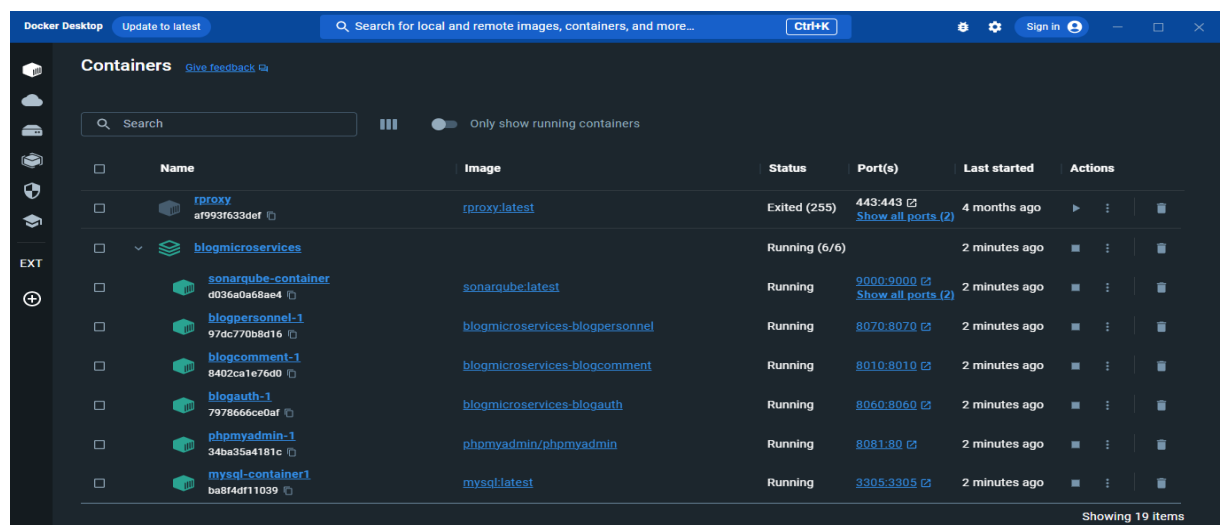 Docker Desktop Update to latest Search for local and remote images, containers, and more... Ctrl+K Sign in
Containers Give feedback
Search Only show running containers
Name Image Status Port(s) Last started Actions
rproxy
af993f633def
rproxy:latest Exited (255) 443:443
Show all ports (2)
4 months ago
EXT
blogmicroservices Running (6/6) 2 minutes ago
sonarqube-container
d036a0a68ae4
sonarqube:latest Running 9000:9000
Show all ports (2)
2 minutes ago
blogpersonnel-1
97dc770b8d16
blogmicroservices-blogpersonnel Running 8070:8070 2 minutes ago
blogcomment-1
8402ca1e76d0
blogmicroservices-blogcomment Running 8010:8010 2 minutes ago
blogauth-1
7978666ce0af
blogmicroservices-blogauth Running 8060:8060 2 minutes ago
phpmyadmin-1
34ba35a4181c
phpmyadmin/phpmyadmin Running 8081:80 2 minutes ago
mysql-container1
ba8f4df11039
mysql:latest Running 3305:3305 2 minutes ago
Showing 19 items